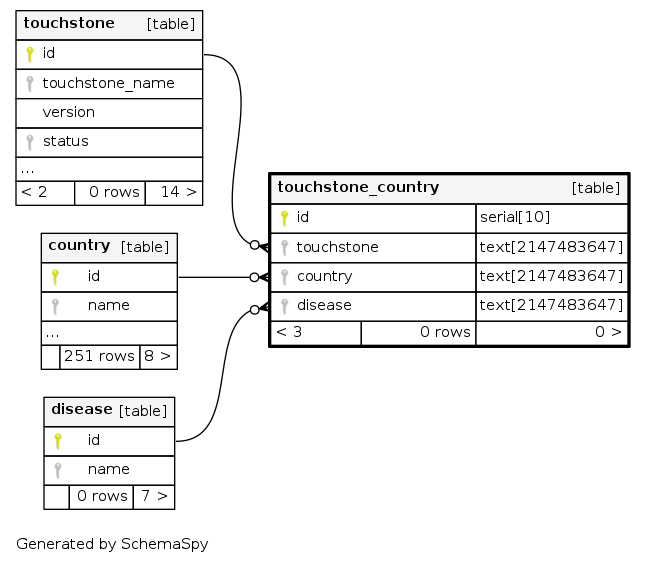 touchstone [table]
id
touchstone_name
version
status
...
< 2 0 rows 14 >
country [table]
id
name
...
251 rows 8 >
disease [table]
id
name
0 rows 7 >
touchstone_country [table]
id serial[10]
touchstone text[2147483647]
country text[2147483647]
disease text[2147483647]
< 3 0 rows 0 >
Generated by SchemaSpy